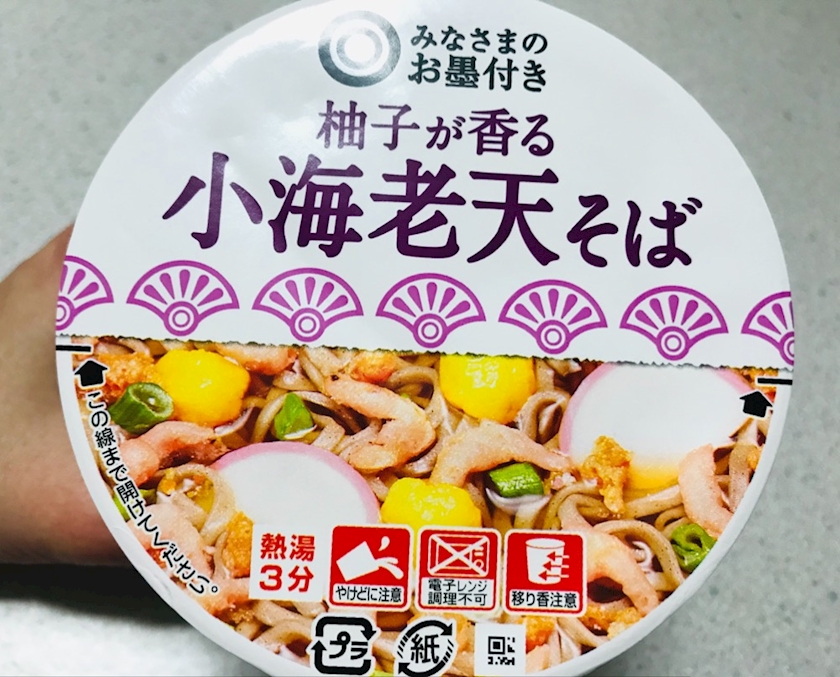 みなさまの
お墨付き
柚子が香る
小海老天そば
この線まで開けてください。
熱湯
3分
やけどに注意
電子レンジ
調理不可
移り香注意
プラ
紙